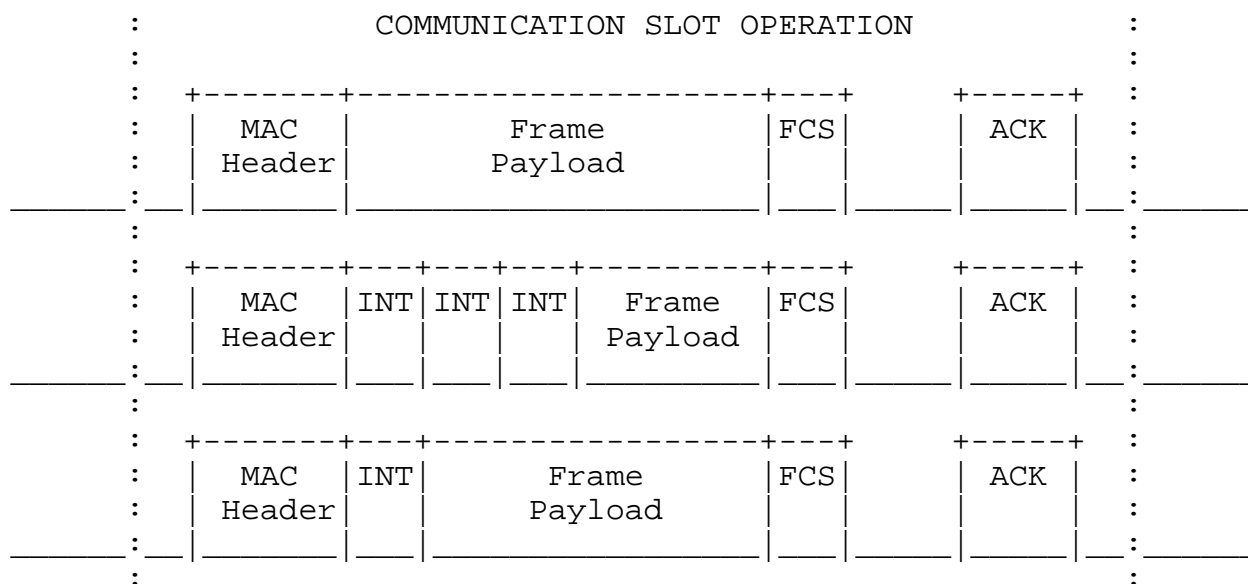 COMMUNICATION SLOT OPERATION
MAC Frame FCS ACK
Header Payload
MAC INT INT INT Frame FCS ACK
Header Payload
MAC INT Frame FCS ACK
Header Payload